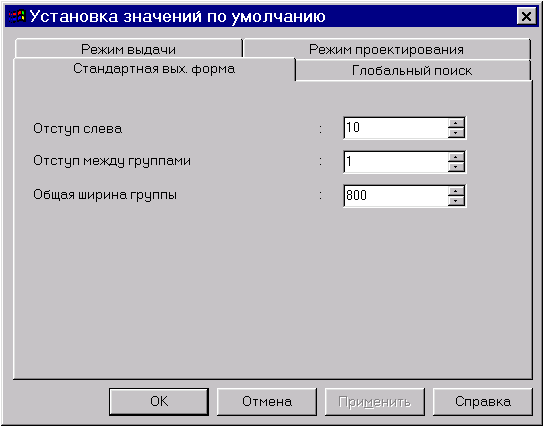 Установка значений по умолчанию
Режим выдачи
Режим проектирования
Стандартная вых. форма
Глобальный поиск
Отступ слева : 10
Отступ между группами : 1
Общая ширина группы : 800
ОК Отмена Применить Справка